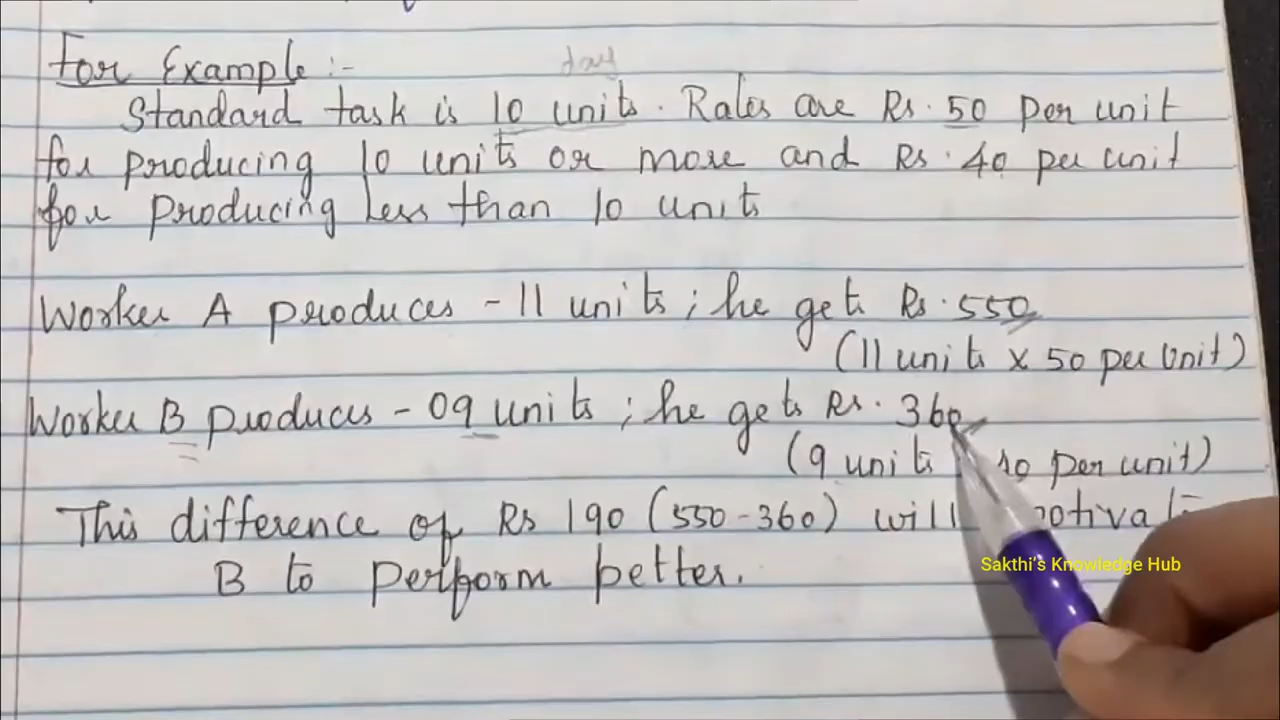 For Example :-
day
Standard task is 10 units. Rates are Rs. 50 per unit
for producing 10 units or more and Rs. 40 per unit
for producing less than 10 units
Worker A produces - 11 units ; he gets Rs. 550
(11 units x 50 per unit)
Worker B produces - 09 units ; he gets Rs. 360
(9 units 40 per unit)
This difference of Rs 190 (550-360) will motivate
Sakthi's Knowledge Hub
B to perform better.